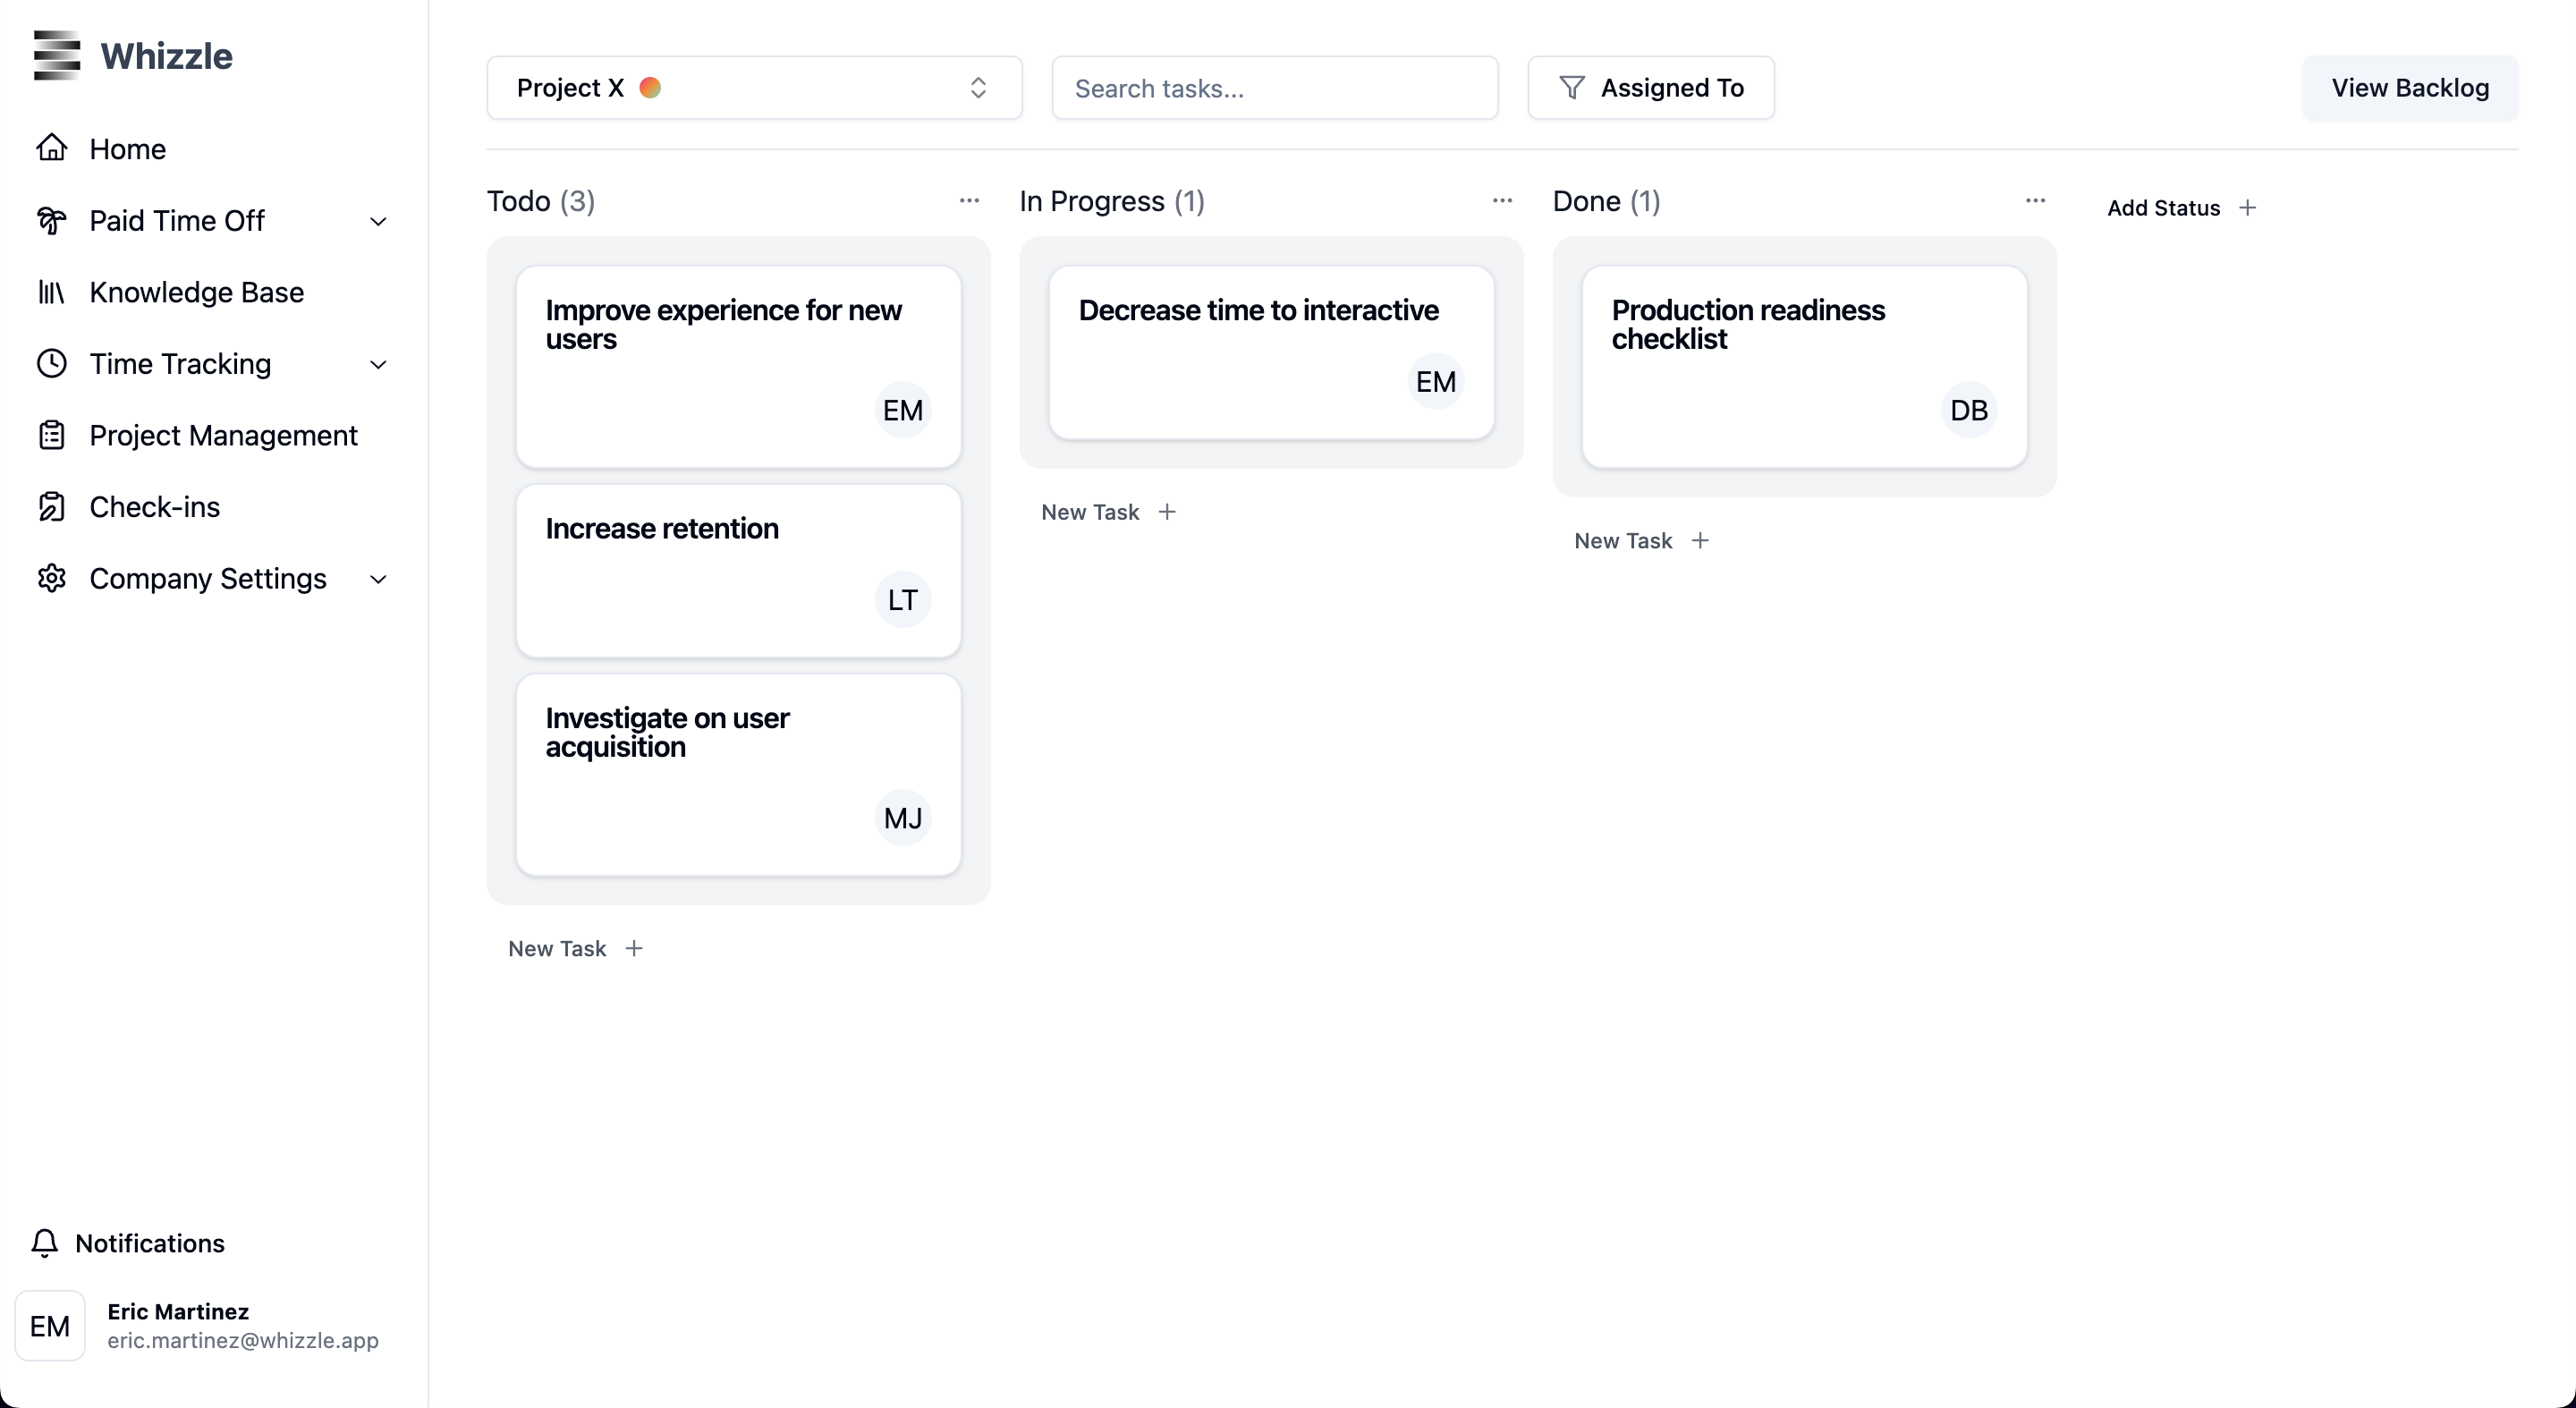 Whizzle
Home
Paid Time Off
Knowledge Base
Time Tracking
Project Management
Check-ins
Company Settings
Notifications
EM
Eric Martinez
eric.martinez@whizzle.app
Project X
Search tasks...
Assigned To
View Backlog
Todo (3)
Improve experience for new
users
EM
Increase retention
LT
Investigate on user
acquisition
MJ
New Task
In Progress (1)
Decrease time to interactive
EM
New Task
Done (1)
Production readiness
checklist
DB
New Task
Add Status